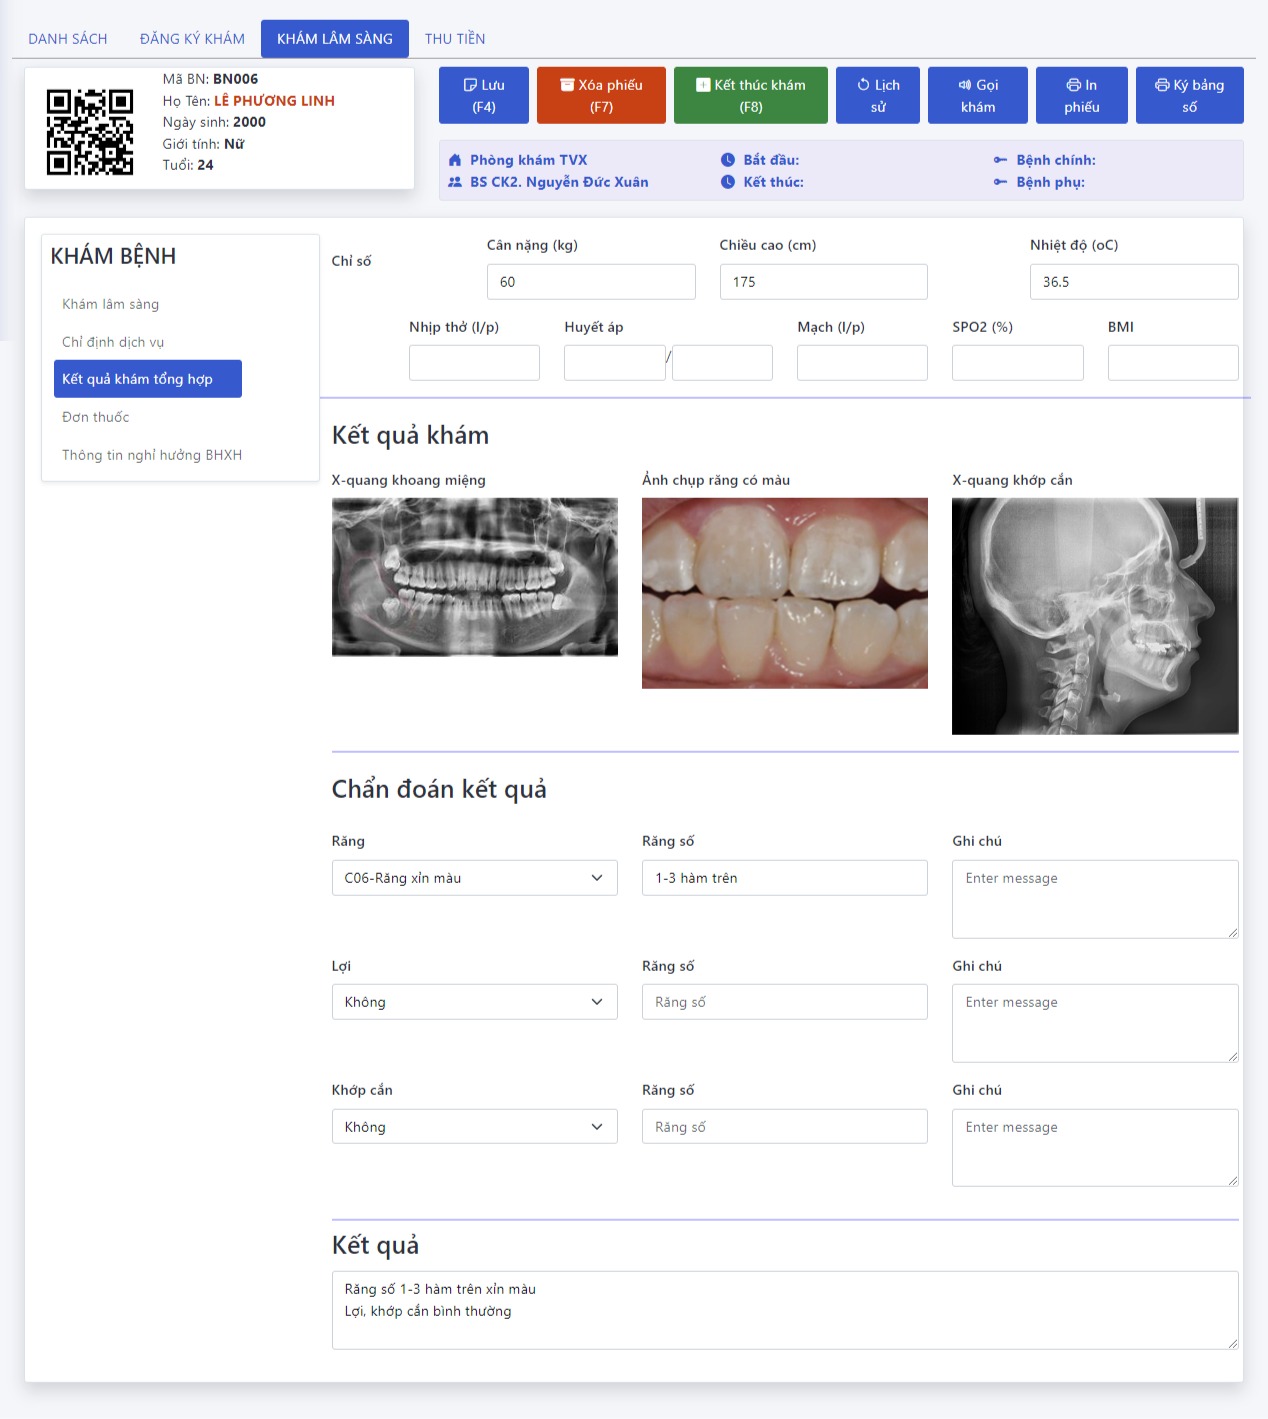 DANH SÁCH
ĐĂNG KÝ KHÁM
KHÁM LÂM SÀNG
THU TIỀN
Mã BN: BN006
Họ Tên: LÊ PHƯƠNG LINH
Ngày sinh: 2000
Giới tính: Nữ
Tuổi: 24
Lưu
(F4)
Xóa phiếu
(F7)
Kết thúc khám
(F8)
Lịch
sử
Gọi
khám
In
phiếu
Ký bảng
số
Phòng khám TVX
Bắt đầu:
Bệnh chính:
BS CK2. Nguyễn Đức Xuân
Kết thúc:
Bệnh phụ:
KHÁM BỆNH
Khám lâm sàng
Chỉ định dịch vụ
Kết quả khám tổng hợp
Đơn thuốc
Thông tin nghỉ hưởng BHXH
Chỉ số
Cân nặng (kg)
Chiều cao (cm)
Nhiệt độ (oC)
60
175
36.5
Nhịp thở (l/p)
Huyết áp
Mạch (l/p)
SPO2 (%)
BMI
/
Kết quả khám
X-quang khoang miệng
Ảnh chụp răng có màu
X-quang khớp cắn
Chẩn đoán kết quả
Răng
Răng số
Ghi chú
C06-Răng xỉn màu
1-3 hàm trên
Enter message
Lợi
Răng số
Ghi chú
Không
Răng số
Enter message
Khớp cắn
Răng số
Ghi chú
Không
Răng số
Enter message
Kết quả
Răng số 1-3 hàm trên xỉn màu
Lợi, khớp cắn bình thường